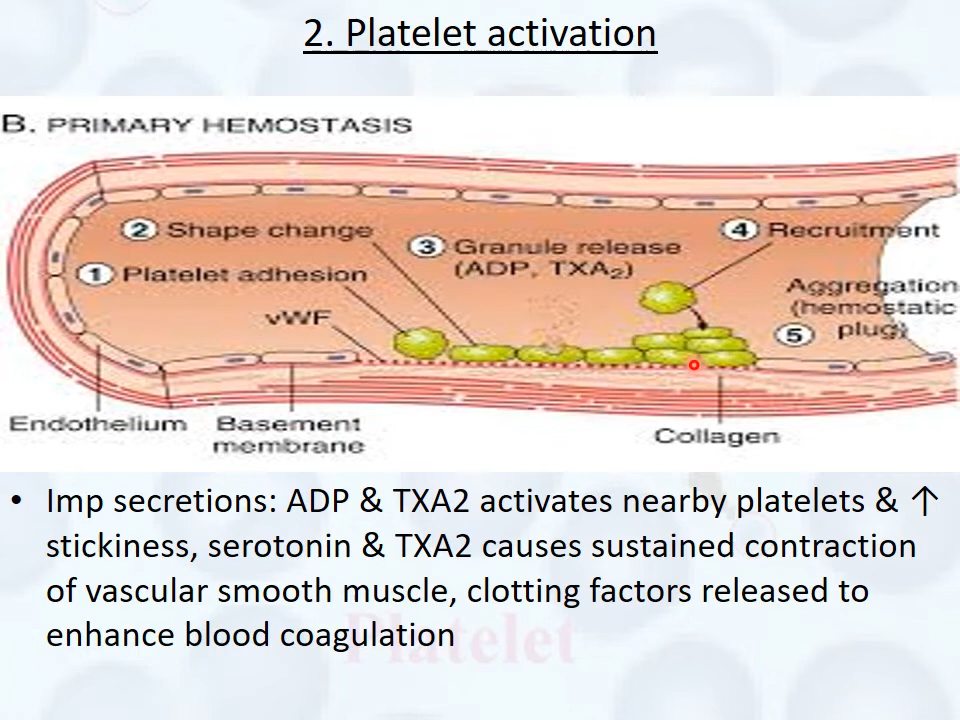 2. Platelet activation
B. PRIMARY HEMOSTASIS
2 Shape change
3 Granule release
(ADP, TXA₂)
4 Recruitment
1 Platelet adhesion
vWF
Aggregation
(hemostatic
5 plug)
Endothelium
Basement
membrane
Collagen
• Imp secretions: ADP & TXA2 activates nearby platelets & ↑
stickiness, serotonin & TXA2 causes sustained contraction
of vascular smooth muscle, clotting factors released to
enhance blood coagulation
Platelet